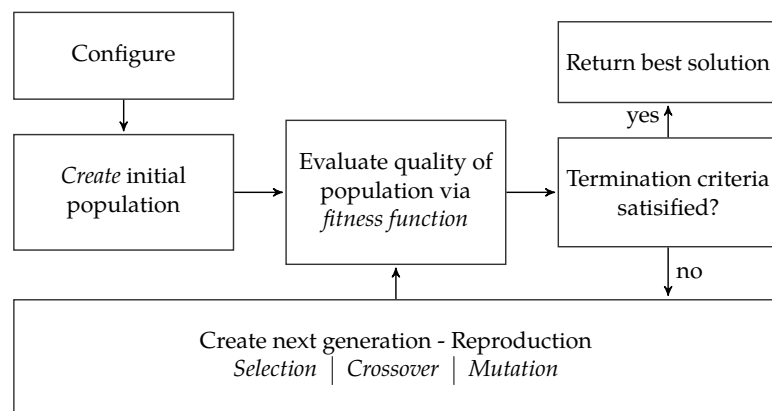 Configure
Create initial
population
Evaluate quality of
population via
fitness function
Return best solution
yes
Termination criteria
satisified?
no
Create next generation - Reproduction
Selection | Crossover | Mutation